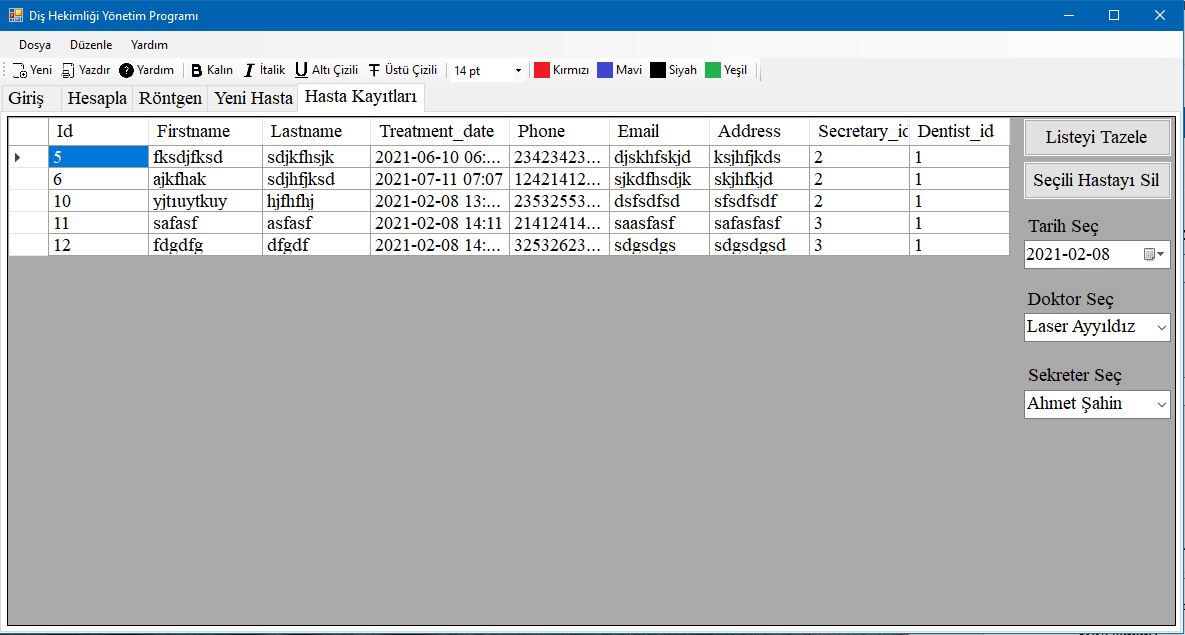 Diş Hekimliği Yönetim Programı
Dosya Düzenle Yardım
Yeni Yazdır ? Yardım B Kalın I İtalik U Altı Çizili T Üstü Çizili 14 pt Kırmızı Mavi Siyah Yeşil
Giriş Hesapla Röntgen Yeni Hasta Hasta Kayıtları
Id Firstname Lastname Treatment_date Phone Email Address Secretary_id Dentist_id
5 fksdjfksd sdjkfhsjk 2021-06-10 06:... 23423423... djskhfskjd ksjhfjkds 2 1
6 ajkfhak sdjhfjksd 2021-07-11 07:07 12421412... sjkdfhsdjk skjhfkjd 2 1
10 yjtıuytkuy hjfhfhj 2021-02-08 13:... 23532553... dsfsdfsd sfsdfsdf 2 1
11 safasf asfasf 2021-02-08 14:11 21412414... saasfasf safasfasf 3 1
12 fdgdfg dfgdf 2021-02-08 14:... 32532623... sdgsdgs sdgsdgsd 3 1
Listeyi Tazele
Seçili Hastayı Sil
Tarih Seç
2021-02-08
Doktor Seç
Laser Ayyıldız
Sekreter Seç
Ahmet Şahin